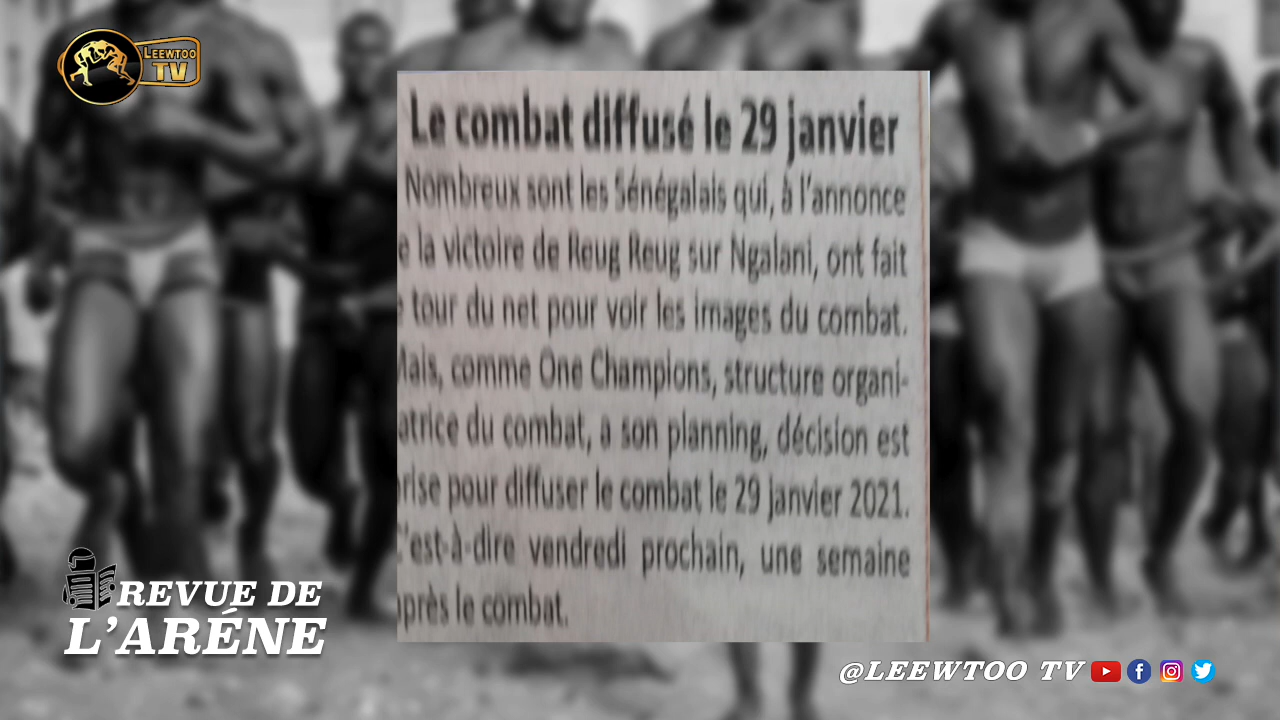 LEEWTOO
TV
Le combat diffusé le 29 janvier
Nombreux sont les Sénégalais qui, à l'annonce
e la victoire de Reug Reug sur Ngalani, ont fait
tour du net pour voir les images du combat.
Mais, comme One Champions, structure organi-
atrice du combat, a son planning, décision est
rise pour diffuser le combat le 29 janvier 2021.
C'est-à-dire vendredi prochain, une semaine
après le combat.
REVUE DE
L'ARÉNE
@LEEWTOO TV